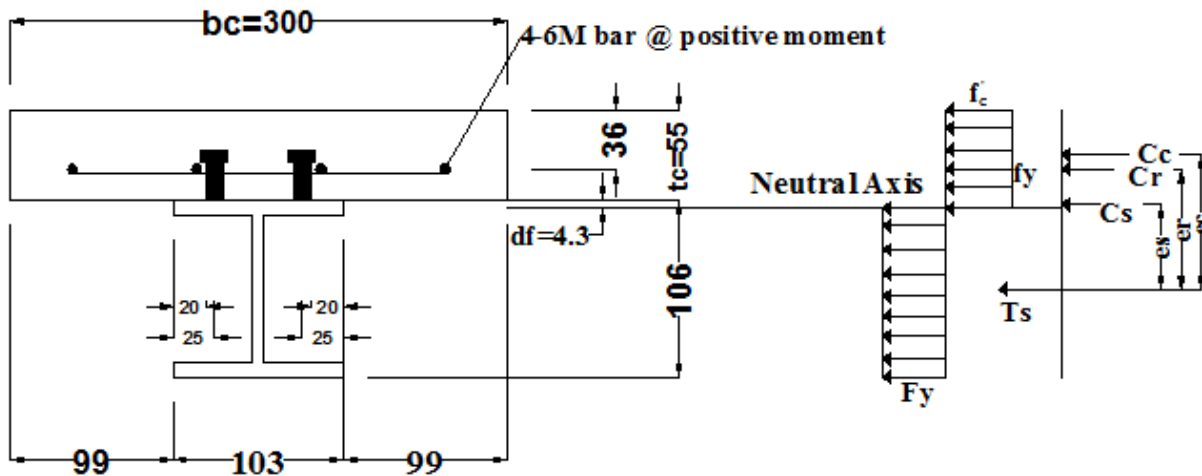 bc=300
4-6M bar @ positive moment
36
tc=55
f'c
fy
Cc
Cr
Cs
Neutral Axis
df=4.3
es
er
106
20
20
25
25
Ts
Fy
99
103
99